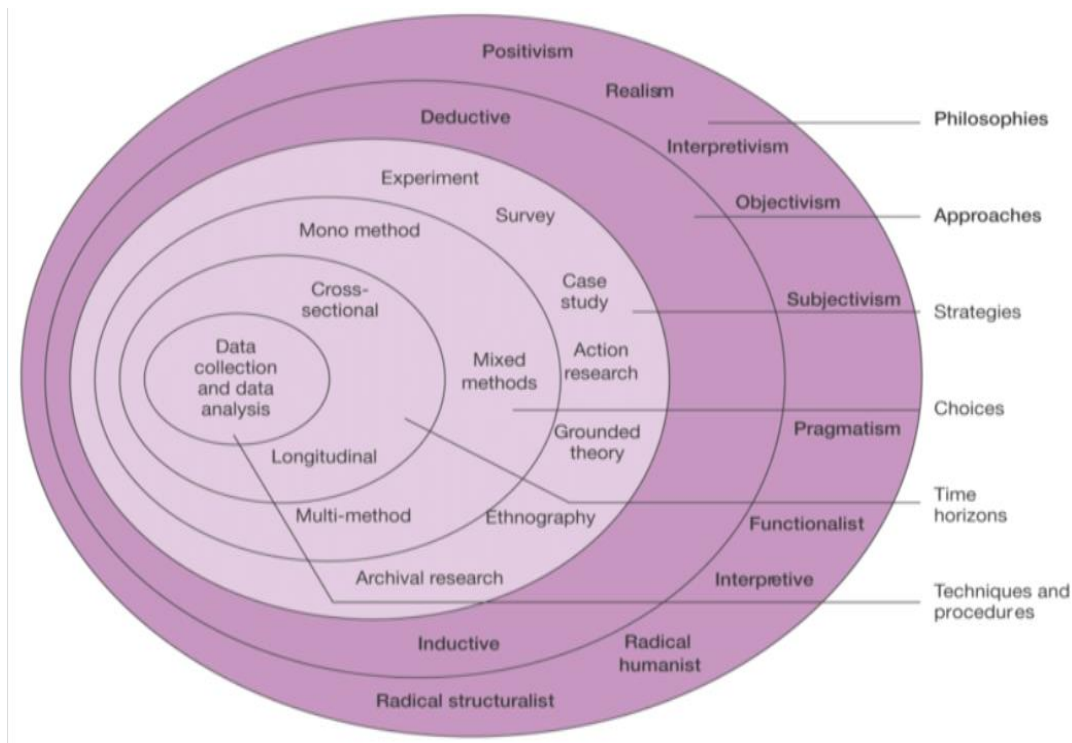 Positivism
Realism
Philosophies
Deductive
Interpretivism
Experiment
Objectivism
Survey
Approaches
Mono method
Case
study
Cross-
sectional
Subjectivism
Strategies
Data
collection
and data
analysis
Mixed
methods
Action
research
Choices
Pragmatism
Grounded
theory
Longitudinal
Time
horizons
Multi-method
Ethnography
Functionalist
Archival research
Interpretive
Techniques and
procedures
Inductive
Radical
humanist
Radical structuralist